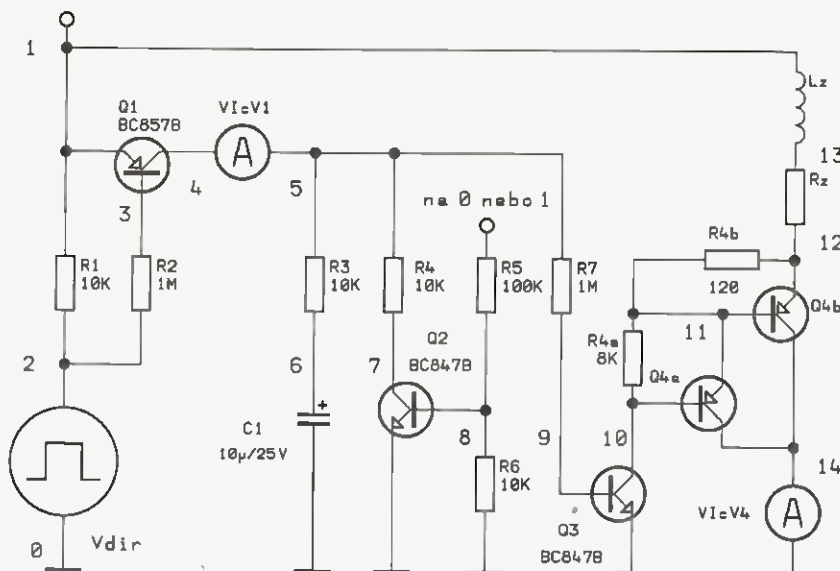 1
Q1
BC857B
VIcV1
Lz
4
5
3
na 0 nebo 1
13
Rz
12
R1
10K
R2
1M
R3
10K
R4
10K
R5
100K
R7
1M
R4b
120
Q4b
11
2
6
7
Q2
BC847B
R4a
8K
Q4a
C1
10µ/25V
8
9
10
R6
10K
14
VIcV4
A
A
Q3
BC847B
0
Vdir